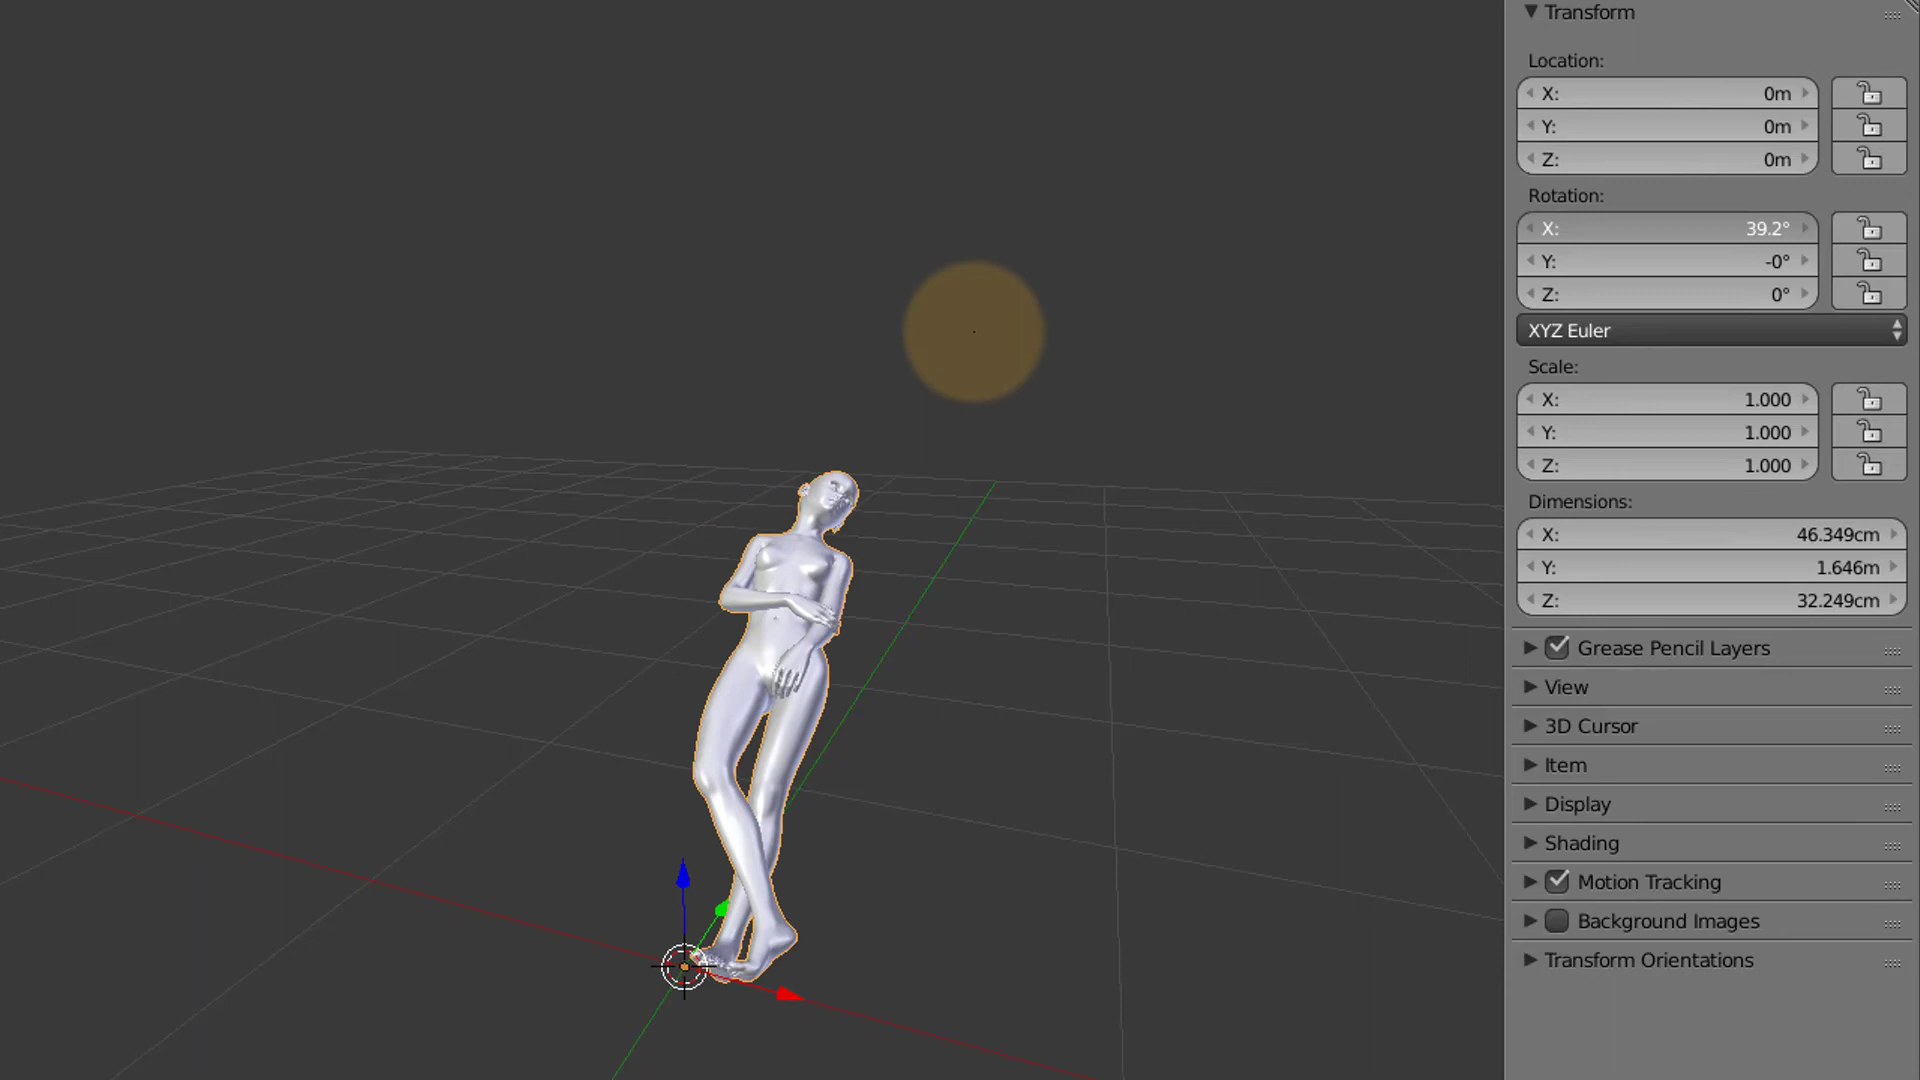 Transform
Location:
X: 0m
Y: 0m
Z: 0m
Rotation:
X: 39.2°
Y: -0°
Z: 0°
XYZ Euler
Scale:
X: 1.000
Y: 1.000
Z: 1.000
Dimensions:
X: 46.349cm
Y: 1.646m
Z: 32.249cm
Grease Pencil Layers
View
3D Cursor
Item
Display
Shading
Motion Tracking
Background Images
Transform Orientations